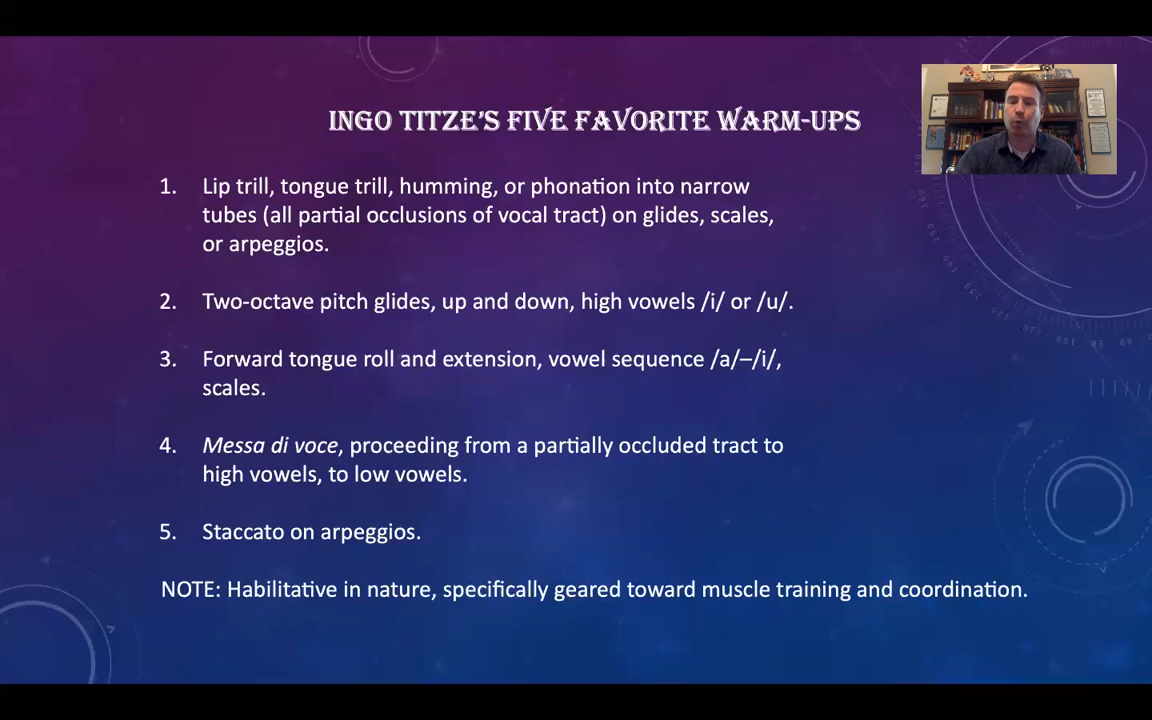 INGO TITZE'S FIVE FAVORITE WARM-UPS
1. Lip trill, tongue trill, humming, or phonation into narrow
tubes (all partial occlusions of vocal tract) on glides, scales,
or arpeggios.
2. Two-octave pitch glides, up and down, high vowels /i/ or /u/.
3. Forward tongue roll and extension, vowel sequence /a/–/i/,
scales.
4. Messa di voce, proceeding from a partially occluded tract to
high vowels, to low vowels.
5. Staccato on arpeggios.
NOTE: Habilitative in nature, specifically geared toward muscle training and coordination.